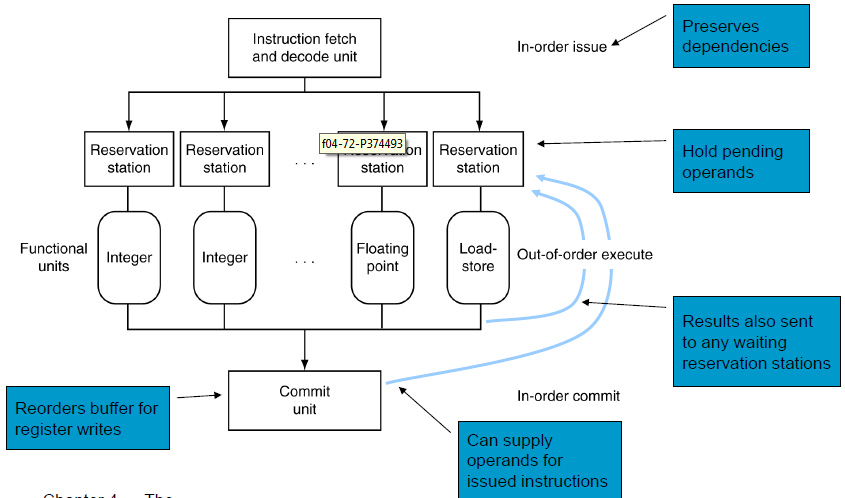 Instruction fetch
and decode unit
In-order issue
Preserves
dependencies
Reservation
station
Reservation
station
. . .
f04-72-P374493
station
Reservation
station
Hold pending
operands
Functional
units
Integer
Integer
. . .
Floating
point
Load-
store
Out-of-order execute
Results also sent
to any waiting
reservation stations
Commit
unit
In-order commit
Reorders buffer for
register writes
Can supply
operands for
issued instructions
Chapter 4 The